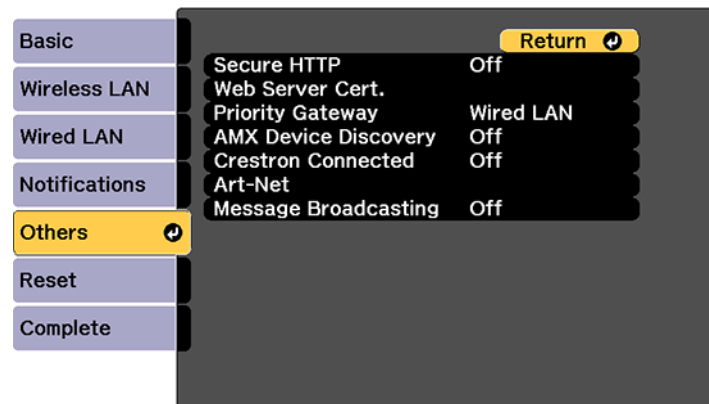 Basic
Wireless LAN
Wired LAN
Notifications
Others
Reset
Complete
Return
Secure HTTP Off
Web Server Cert.
Priority Gateway Wired LAN
AMX Device Discovery Off
Crestron Connected Off
Art-Net
Message Broadcasting Off